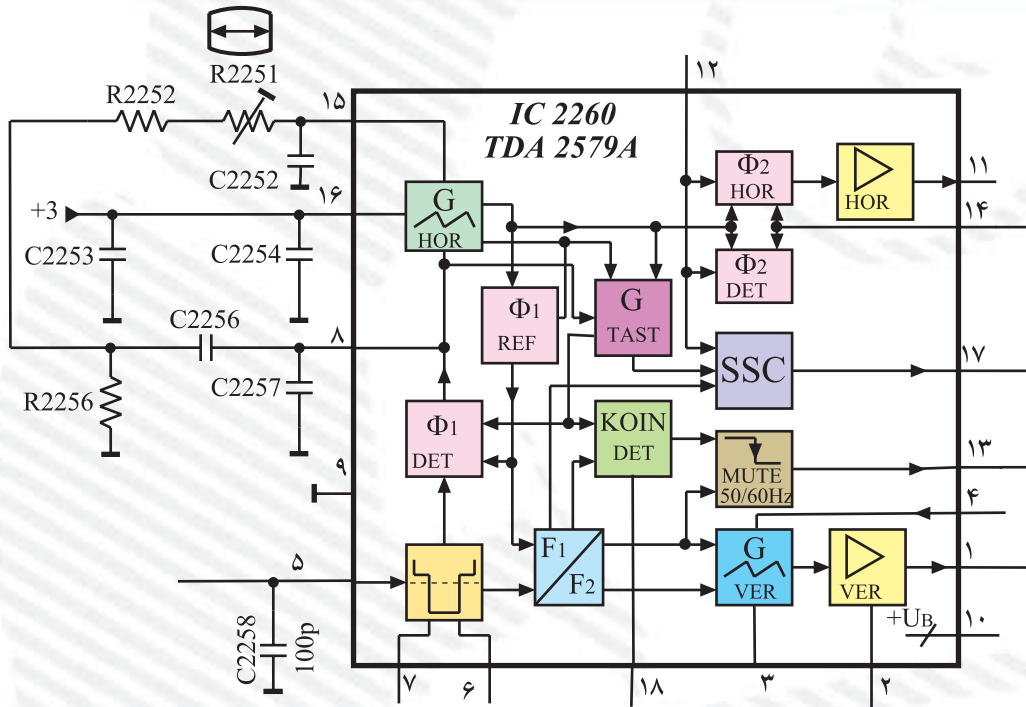 R2251
R2252
۱۵
C2252
+3
۱۶
C2253
C2254
C2256
۸
R2256
C2257
۹
۵
C2258
100p
۷
۶
۱۸
۳
۲
۱۲
IC 2260
TDA 2579A
G
HOR
Φ1
REF
G
TAST
Φ1
DET
KOIN
DET
F1
F2
Φ2
HOR
Φ2
DET
HOR
SSC
MUTE
50/60Hz
G
VER
VER
۱۱
۱۴
۱۷
۱۳
۴
۱
+UB
۱۰